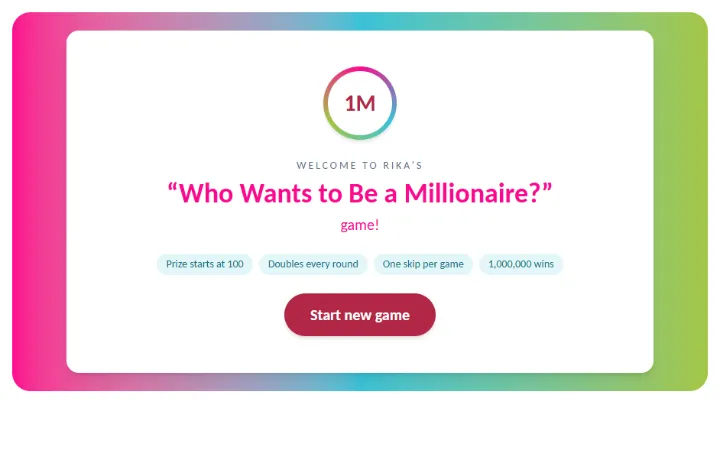 1M
WELCOME TO RIKA'S
“Who Wants to Be a Millionaire?”
game!
Prize starts at 100 Doubles every round One skip per game 1,000,000 wins
Start new game